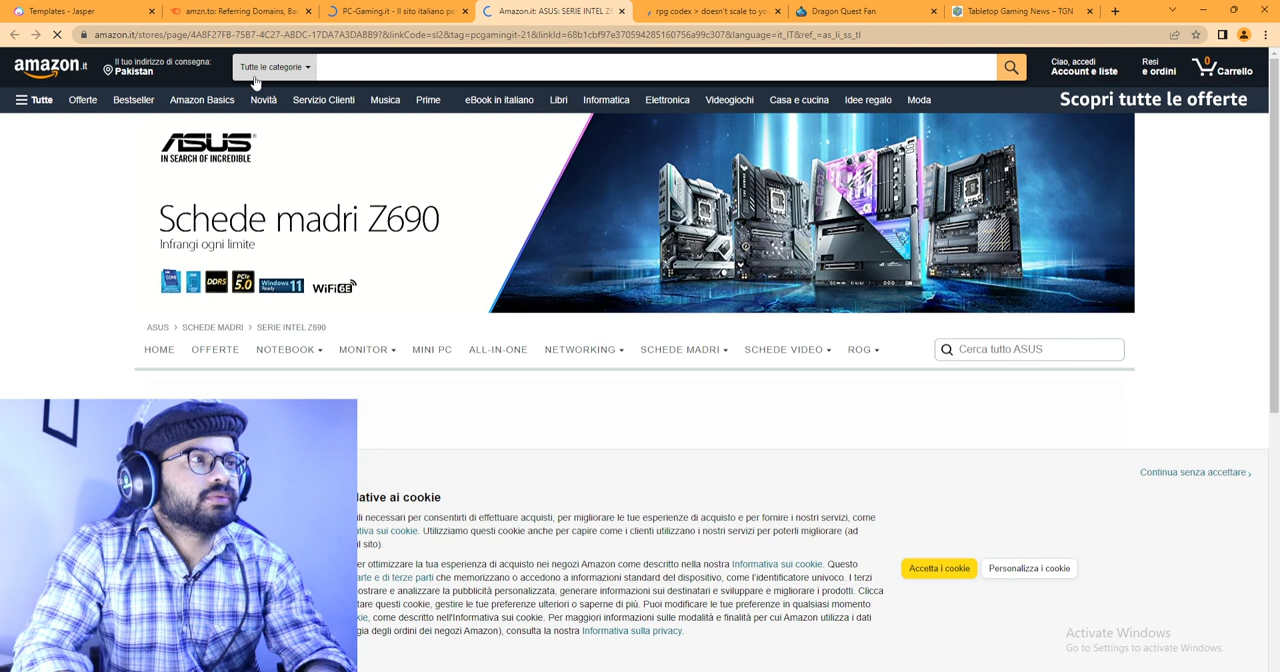 Templates - Jasper
amzn.to: Referring Domains, Ba
PC-Gaming.it - Il sito italiano pe
Amazon.it: ASUS: SERIE INTEL Z
rpg codex > doesn't scale to yo
Dragon Quest Fan
Tabletop Gaming News – TGN
amazon.it/stores/page/4A8F27FB-75B7-4C27-ABDC-17DA7A3DABB9?&linkCode=sl2&tag=pcgamingit-21&linkId=68b1cbf97e370594285160756a99c307&language=it_IT&ref_=as_li_ss_tl
amazon.it
Il tuo indirizzo di consegna:
Pakistan
Tutte le categorie
Ciao, accedi
Account e liste
Resi
e ordini
0
Carrello
Tutte
Offerte
Bestseller
Amazon Basics
Novità
Servizio Clienti
Musica
Prime
eBook in italiano
Libri
Informatica
Elettronica
Videogiochi
Casa e cucina
Idee regalo
Moda
Scopri tutte le offerte
ASUS
IN SEARCH OF INCREDIBLE
Schede madri Z690
Infrangi ogni limite
DDR5
PCIe 5.0
Windows 11
Ready
WiFi 6E
ASUS > SCHEDE MADRI > SERIE INTEL Z690
HOME
OFFERTE
NOTEBOOK
MONITOR
MINI PC
ALL-IN-ONE
NETWORKING
SCHEDE MADRI
SCHEDE VIDEO
ROG
Cerca tutto ASUS
Continua senza accettare
lative ai cookie
ili necessari per consentirti di effettuare acquisti, per migliorare le tue esperienze di acquisto e per fornire i nostri servizi, come
tiva sui cookie. Utilizziamo questi cookie anche per capire come i clienti utilizzano i nostri servizi per poterli migliorare (ad
il sito).
er ottimizzare la tua esperienza di acquisto nei negozi Amazon come descritto nella nostra Informativa sui cookie. Questo
arte e di terze parti che memorizzano o accedono a informazioni standard del dispositivo, come l'identificatore univoco. I terzi
ostrare e analizzare la pubblicità personalizzata, generare informazioni sui destinatari e sviluppare e migliorare i prodotti. Clicca
tare questi cookie, gestire le tue preferenze ulteriori o saperne di più. Puoi modificare le tue preferenze in qualsiasi momento
kie, come descritto nell'Informativa sui cookie. Per maggiori informazioni sulle modalità e finalità per cui Amazon utilizza i dati
gia degli ordini dei negozi Amazon), consulta la nostra Informativa sulla privacy.
Accetta i cookie
Personalizza i cookie
Activate Windows
Go to Settings to activate Windows.